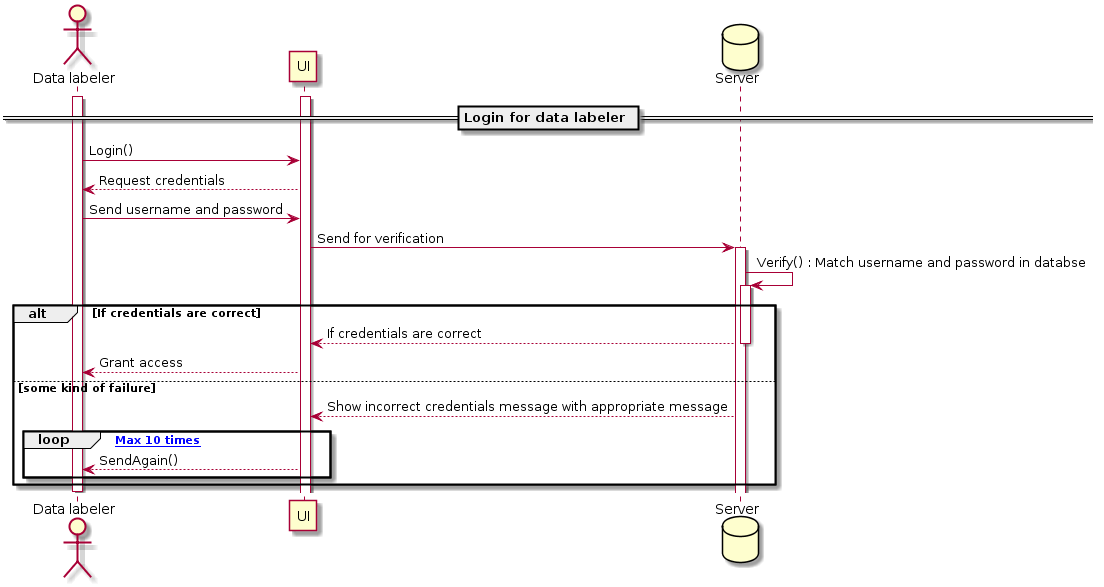 Data labeler
UI
Server
Login for data labeler
Login()
Request credentials
Send username and password
Send for verification
Verify() : Match username and password in databse
alt
[If credentials are correct]
If credentials are correct
Grant access
[some kind of failure]
Show incorrect credentials message with appropriate message
loop
Max 10 times
SendAgain()
Data labeler
UI
Server